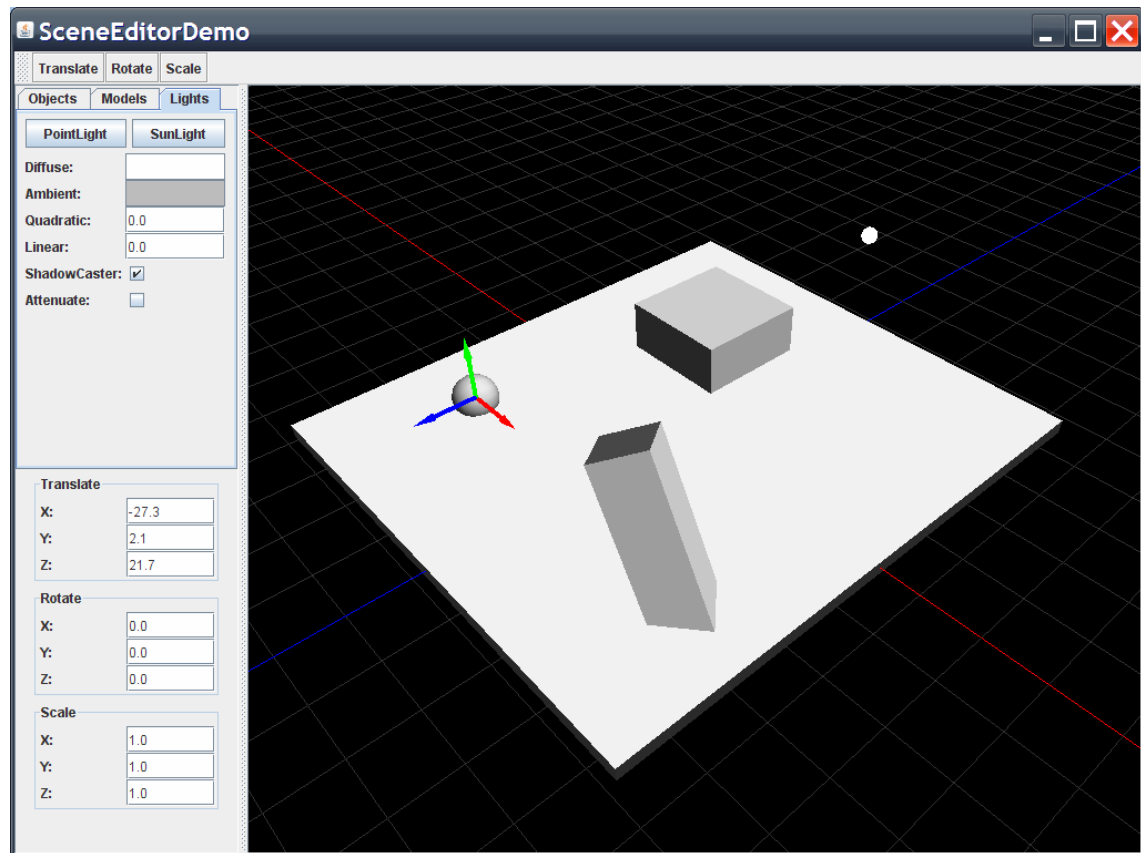 SceneEditorDemo
Translate Rotate Scale
Objects Models Lights
PointLight SunLight
Diffuse:
Ambient:
Quadratic: 0.0
Linear: 0.0
ShadowCaster:
Attenuate:
Translate
X: -27.3
Y: 2.1
Z: 21.7
Rotate
X: 0.0
Y: 0.0
Z: 0.0
Scale
X: 1.0
Y: 1.0
Z: 1.0